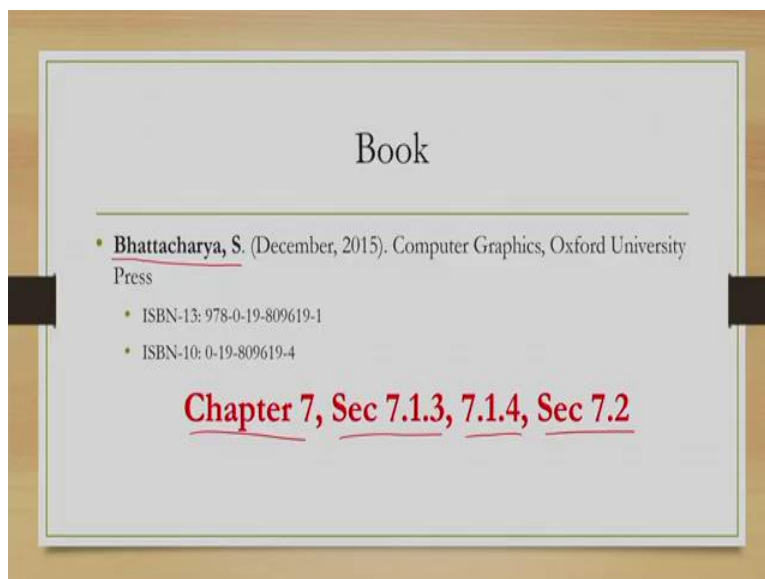 Book
• Bhattacharya, S. (December, 2015). Computer Graphics, Oxford University
Press
• ISBN-13: 978-0-19-809619-1
• ISBN-10: 0-19-809619-4
Chapter 7, Sec 7.1.3, 7.1.4, Sec 7.2